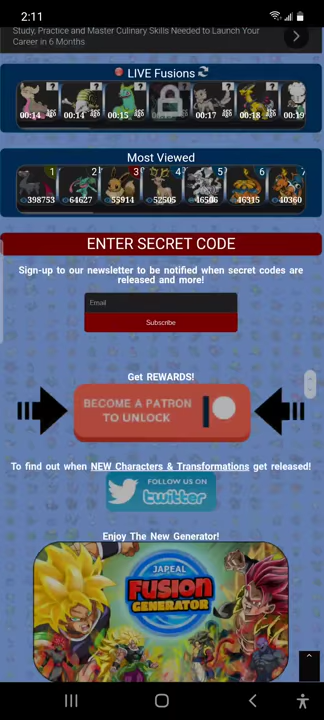 2:11
Study, Practice and Master Culinary Skills Needed to Launch Your
Career in 6 Months
LIVE Fusions
00:14 00:14 00:15 00:17 00:18 00:19
Most Viewed
1 2 3 4 5 6 7
398753 64627 55914 52505 46506 46315 40360
ENTER SECRET CODE
Sign-up to our newsletter to be notified when secret codes are
released and more!
Email
Subscribe
Get REWARDS!
BECOME A PATRON
TO UNLOCK
To find out when NEW Characters & Transformations get released!
FOLLOW US ON
twitter
Enjoy The New Generator!
JAPEAL
FUSION
GENERATOR